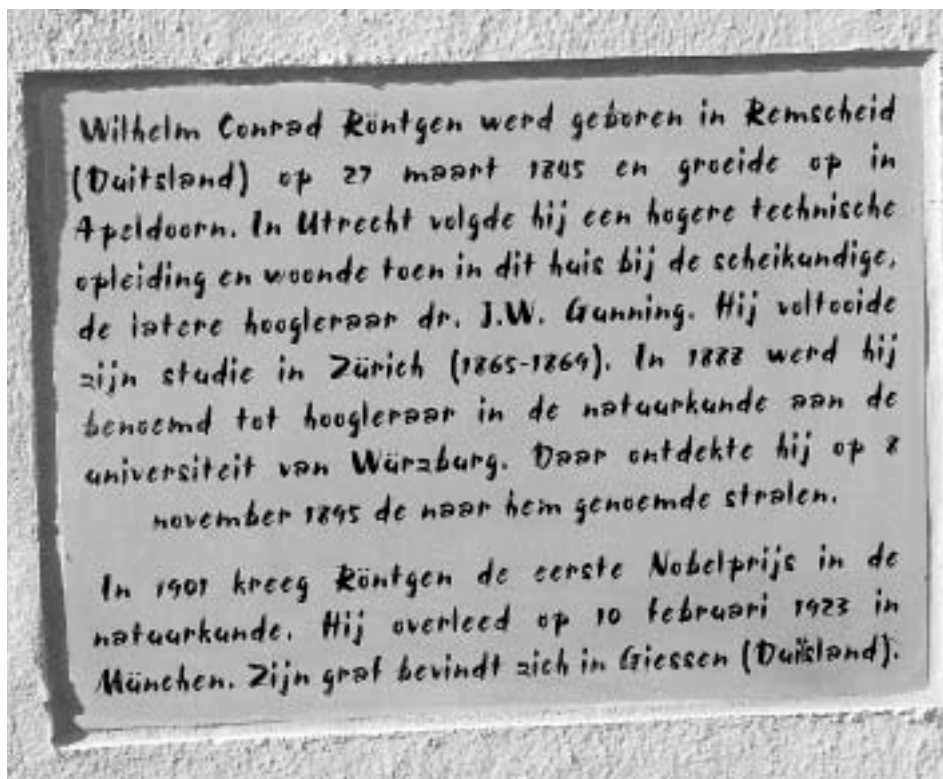 Wilhelm Conrad Röntgen werd geboren in Remscheid
(Duitsland) op 27 maart 1845 en groeide op in
Apeldoorn. In Utrecht volgde hij een hogere technische
opleiding en woonde toen in dit huis bij de scheikundige,
de latere hoogleraar dr. J.W. Gunning. Hij voltooide
zijn studie in Zürich (1865-1869). In 1888 werd hij
benoemd tot hoogleraar in de natuurkunde aan de
universiteit van Würzburg. Daar ontdekte hij op 8
november 1895 de naar hem genoemde stralen.
In 1901 kreeg Röntgen de eerste Nobelprijs in de
natuurkunde. Hij overleed op 10 februari 1923 in
München. Zijn graf bevindt zich in Giessen (Duitsland).